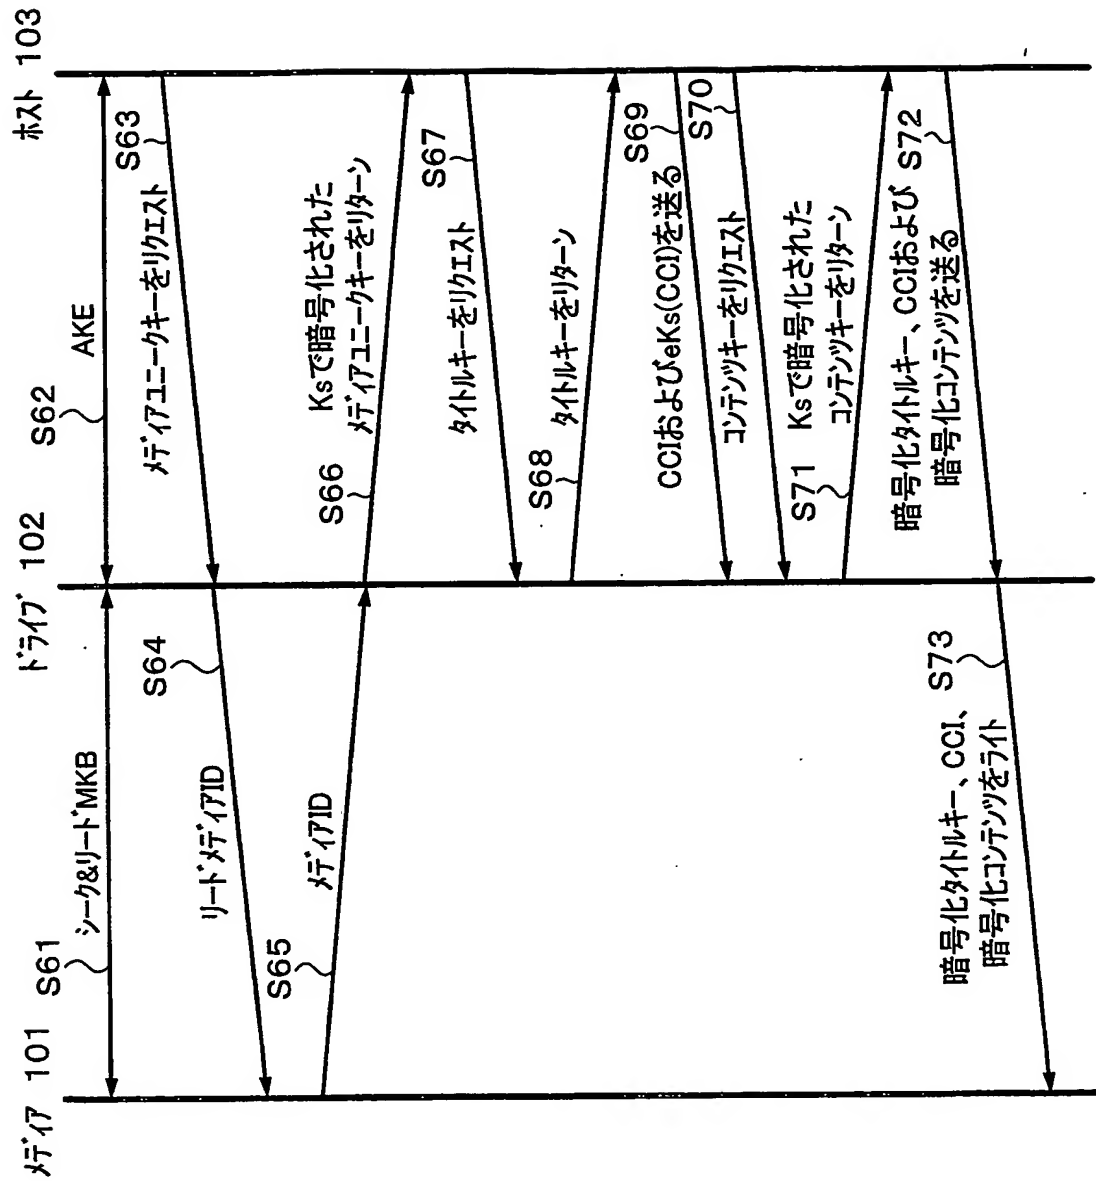 メディア 101
ドライブ 102
ホスト 103
S61
シーク&リードMKB
S62
AKE
S63
メディアユニークキーをリクエスト
S64
リードメディアID
S65
メディアID
S66
Ksで暗号化された
メディアユニークキーをリターン
S67
タイトルキーをリクエスト
S68
タイトルキーをリターン
S69
CCIおよびeKs(CCI)を送る
S70
コンテンツキーをリクエスト
S71
Ksで暗号化された
コンテンツキーをリターン
S72
暗号化タイトルキー、CCIおよび
暗号化コンテンツを送る
S73
暗号化タイトルキー、CCI、
暗号化コンテンツをライト